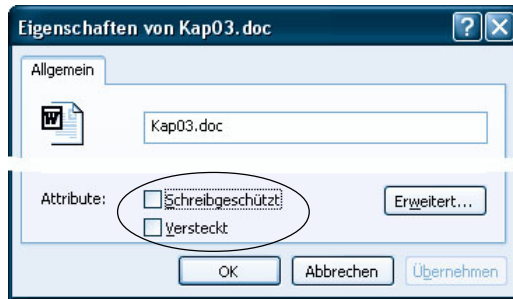 Eigenschaften von Kap03.doc
Allgemein
W
Kap03.doc
Attribute:
Schreibgeschützt
Erweitert...
Versteckt
OK
Abbrechen
Übernehmen